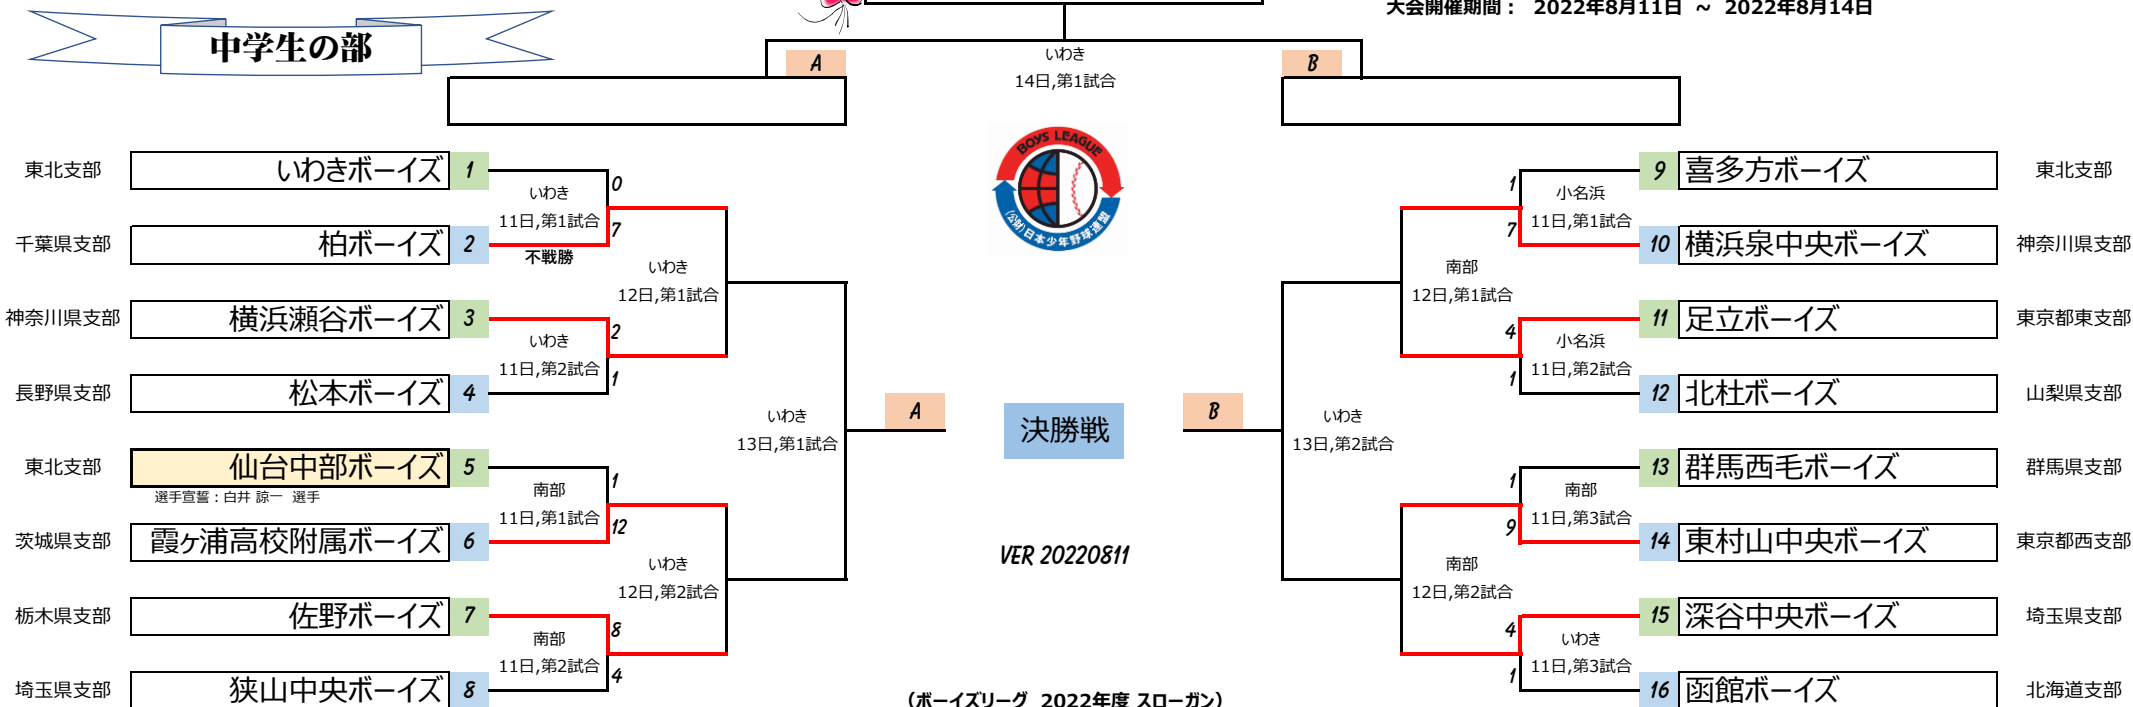 大会開催期間： 2022年8月11日 ~ 2022年8月14日
中学生の部
A
いわき
14日,第1試合
B
BOYS LEAGUE
(公財)日本少年野球連盟
東北支部 いわきボーイズ 1
いわき
11日,第1試合
0
7
千葉県支部 柏ボーイズ 2
不戦勝
いわき
12日,第1試合
神奈川県支部 横浜瀬谷ボーイズ 3
いわき
11日,第2試合
2
1
長野県支部 松本ボーイズ 4
いわき
13日,第1試合
A
東北支部 仙台中部ボーイズ 5
選手宣誓：白井 諒一 選手
南部
11日,第1試合
1
12
茨城県支部 霞ヶ浦高校附属ボーイズ 6
いわき
12日,第2試合
栃木県支部 佐野ボーイズ 7
南部
11日,第2試合
8
4
埼玉県支部 狭山中央ボーイズ 8
決勝戦
VER 20220811
（ボーイズリーグ 2022年度 スローガン）
9 喜多方ボーイズ 東北支部
小名浜
11日,第1試合
1
7
10 横浜泉中央ボーイズ 神奈川県支部
南部
12日,第1試合
11 足立ボーイズ 東京都東支部
小名浜
11日,第2試合
4
1
12 北杜ボーイズ 山梨県支部
B
いわき
13日,第2試合
13 群馬西毛ボーイズ 群馬県支部
南部
11日,第3試合
1
9
14 東村山中央ボーイズ 東京都西支部
南部
12日,第2試合
15 深谷中央ボーイズ 埼玉県支部
いわき
11日,第3試合
4
1
16 函館ボーイズ 北海道支部